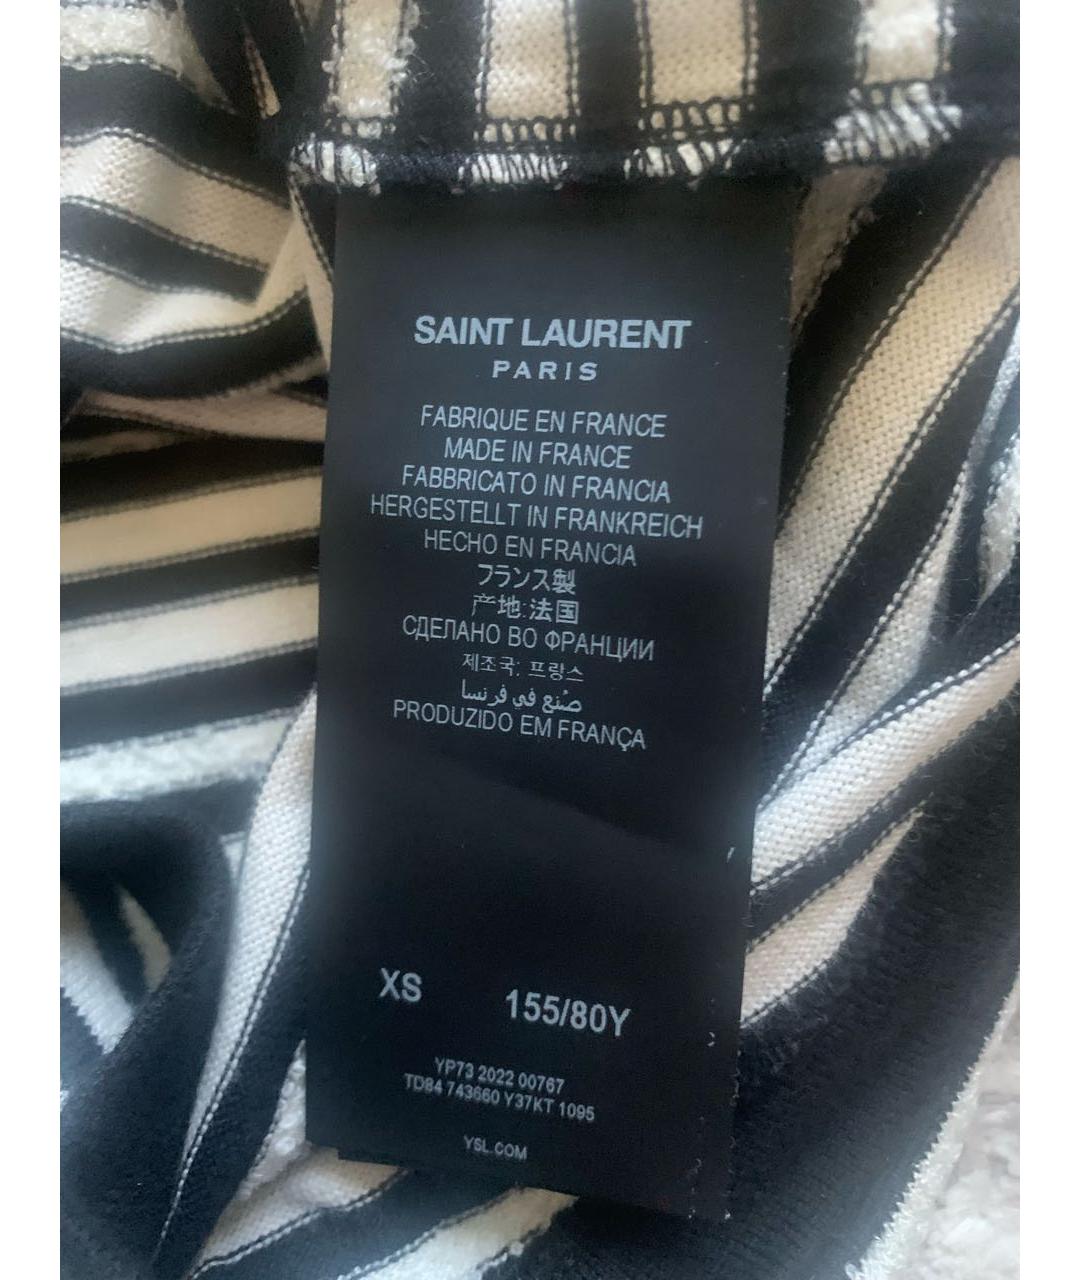 SAINT LAURENT
PARIS
FABRIQUE EN FRANCE
MADE IN FRANCE
FABBRICATO IN FRANCIA
HERGESTELLT IN FRANKREICH
HECHO EN FRANCIA
フランス製
产地:法国
СДЕЛАНО ВО ФРАНЦИИ
제조국: 프랑스
صُنع في فرنسا
PRODUZIDO EM FRANÇA
XS 155/80Y
YP73 2022 00767
TD84 743660 Y37KT 1095
YSL.COM